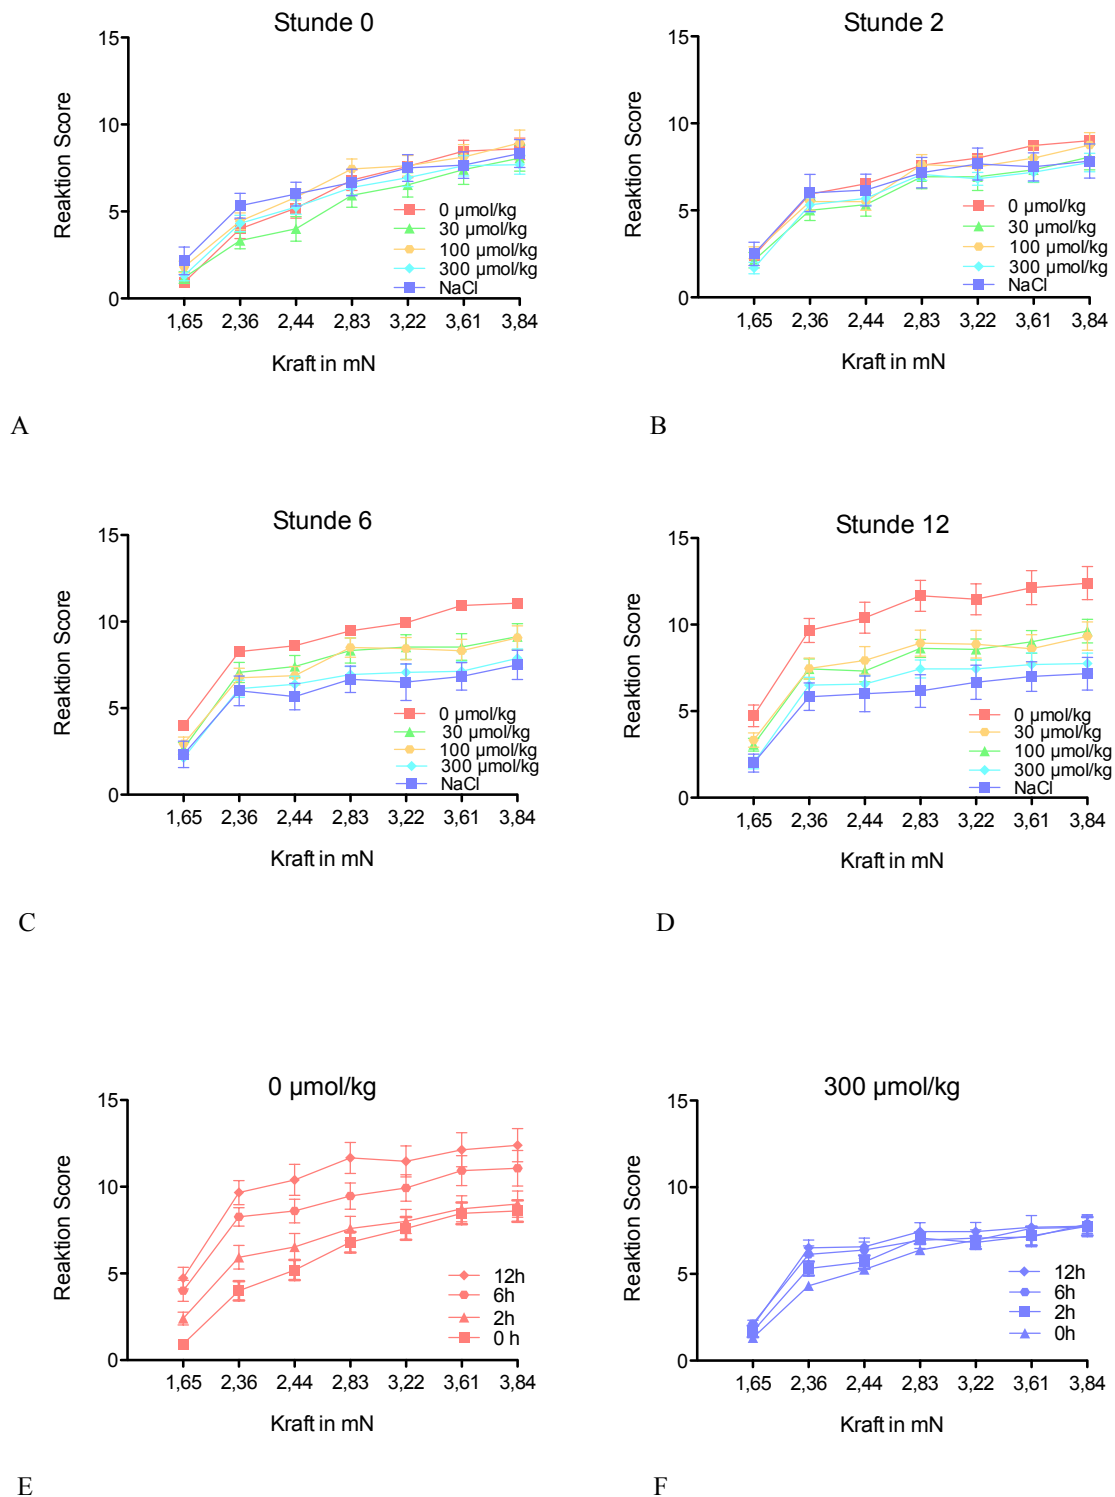 Stunde 0
Reaktion Score
15
10
5
0
0 µmol/kg
30 µmol/kg
100 µmol/kg
300 µmol/kg
NaCl
1,65 2,36 2,44 2,83 3,22 3,61 3,84
Kraft in mN
A
Stunde 2
Reaktion Score
15
10
5
0
0 µmol/kg
30 µmol/kg
100 µmol/kg
300 µmol/kg
NaCl
1,65 2,36 2,44 2,83 3,22 3,61 3,84
Kraft in mN
B
Stunde 6
Reaktion Score
15
10
5
0
0 µmol/kg
30 µmol/kg
100 µmol/kg
300 µmol/kg
NaCl
1,65 2,36 2,44 2,83 3,22 3,61 3,84
Kraft in mN
C
Stunde 12
Reaktion Score
15
10
5
0
0 µmol/kg
30 µmol/kg
100 µmol/kg
300 µmol/kg
NaCl
1,65 2,36 2,44 2,83 3,22 3,61 3,84
Kraft in mN
D
0 µmol/kg
Reaktion Score
15
10
5
0
12h
6h
2h
0 h
1,65 2,36 2,44 2,83 3,22 3,61 3,84
Kraft in mN
E
300 µmol/kg
Reaktion Score
15
10
5
0
12h
6h
2h
0h
1,65 2,36 2,44 2,83 3,22 3,61 3,84
Kraft in mN
F